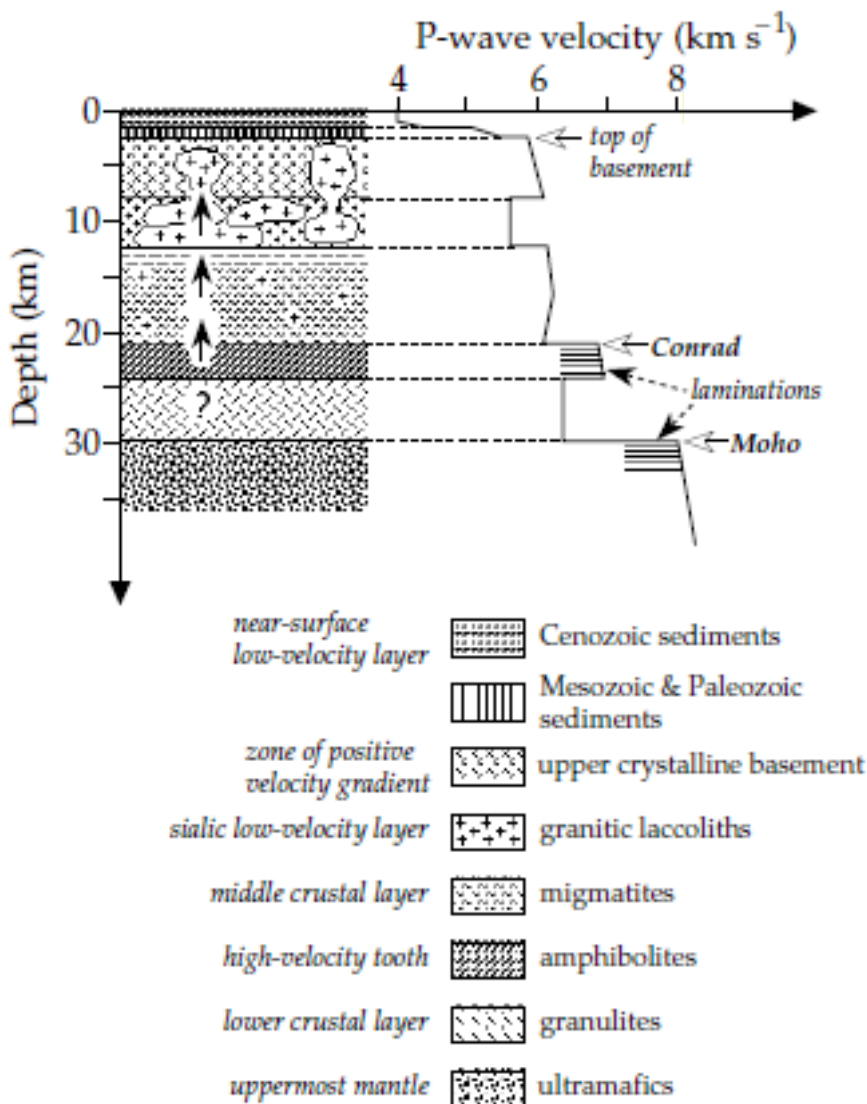 P-wave velocity (km s⁻¹)
4 6 8
0
top of
basement
10
Depth (km)
20
Conrad
laminations
?
30
Moho
near-surface
low-velocity layer
Cenozoic sediments
Mesozoic & Paleozoic
sediments
zone of positive
velocity gradient
upper crystalline basement
sialic low-velocity layer
granitic laccoliths
middle crustal layer
migmatites
high-velocity tooth
amphibolites
lower crustal layer
granulites
uppermost mantle
ultramafics